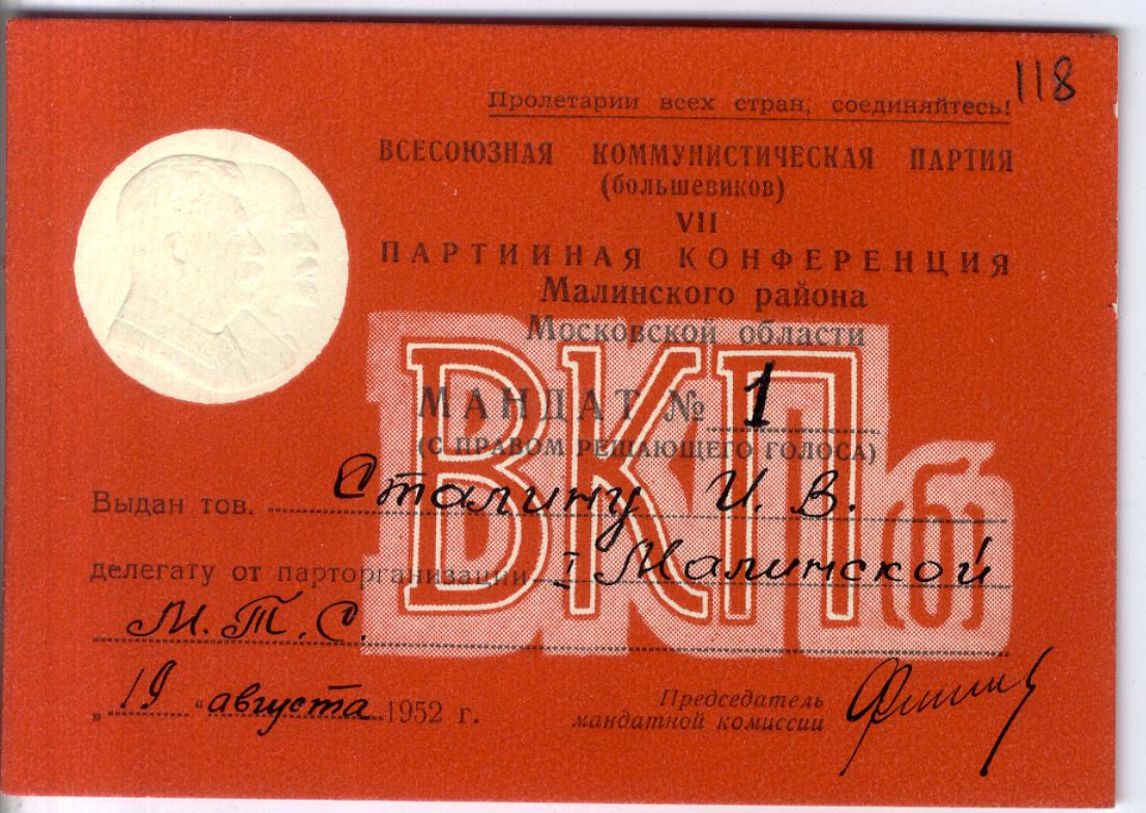 118
Пролетарии всех стран, соединяйтесь!
ВСЕСОЮЗНАЯ КОММУНИСТИЧЕСКАЯ ПАРТИЯ
(большевиков)
VII
ПАРТИЙНАЯ КОНФЕРЕНЦИЯ
Малинского района
Московской области
МАНДАТ № 1
(С ПРАВОМ РЕШАЮЩЕГО ГОЛОСА)
ВКП(б)
Выдан тов. Сталину И. В.
делегату от парторганизации I Малинской
М. Т. С.
„19“ августа 1952 г.
Председатель
мандатной комиссии